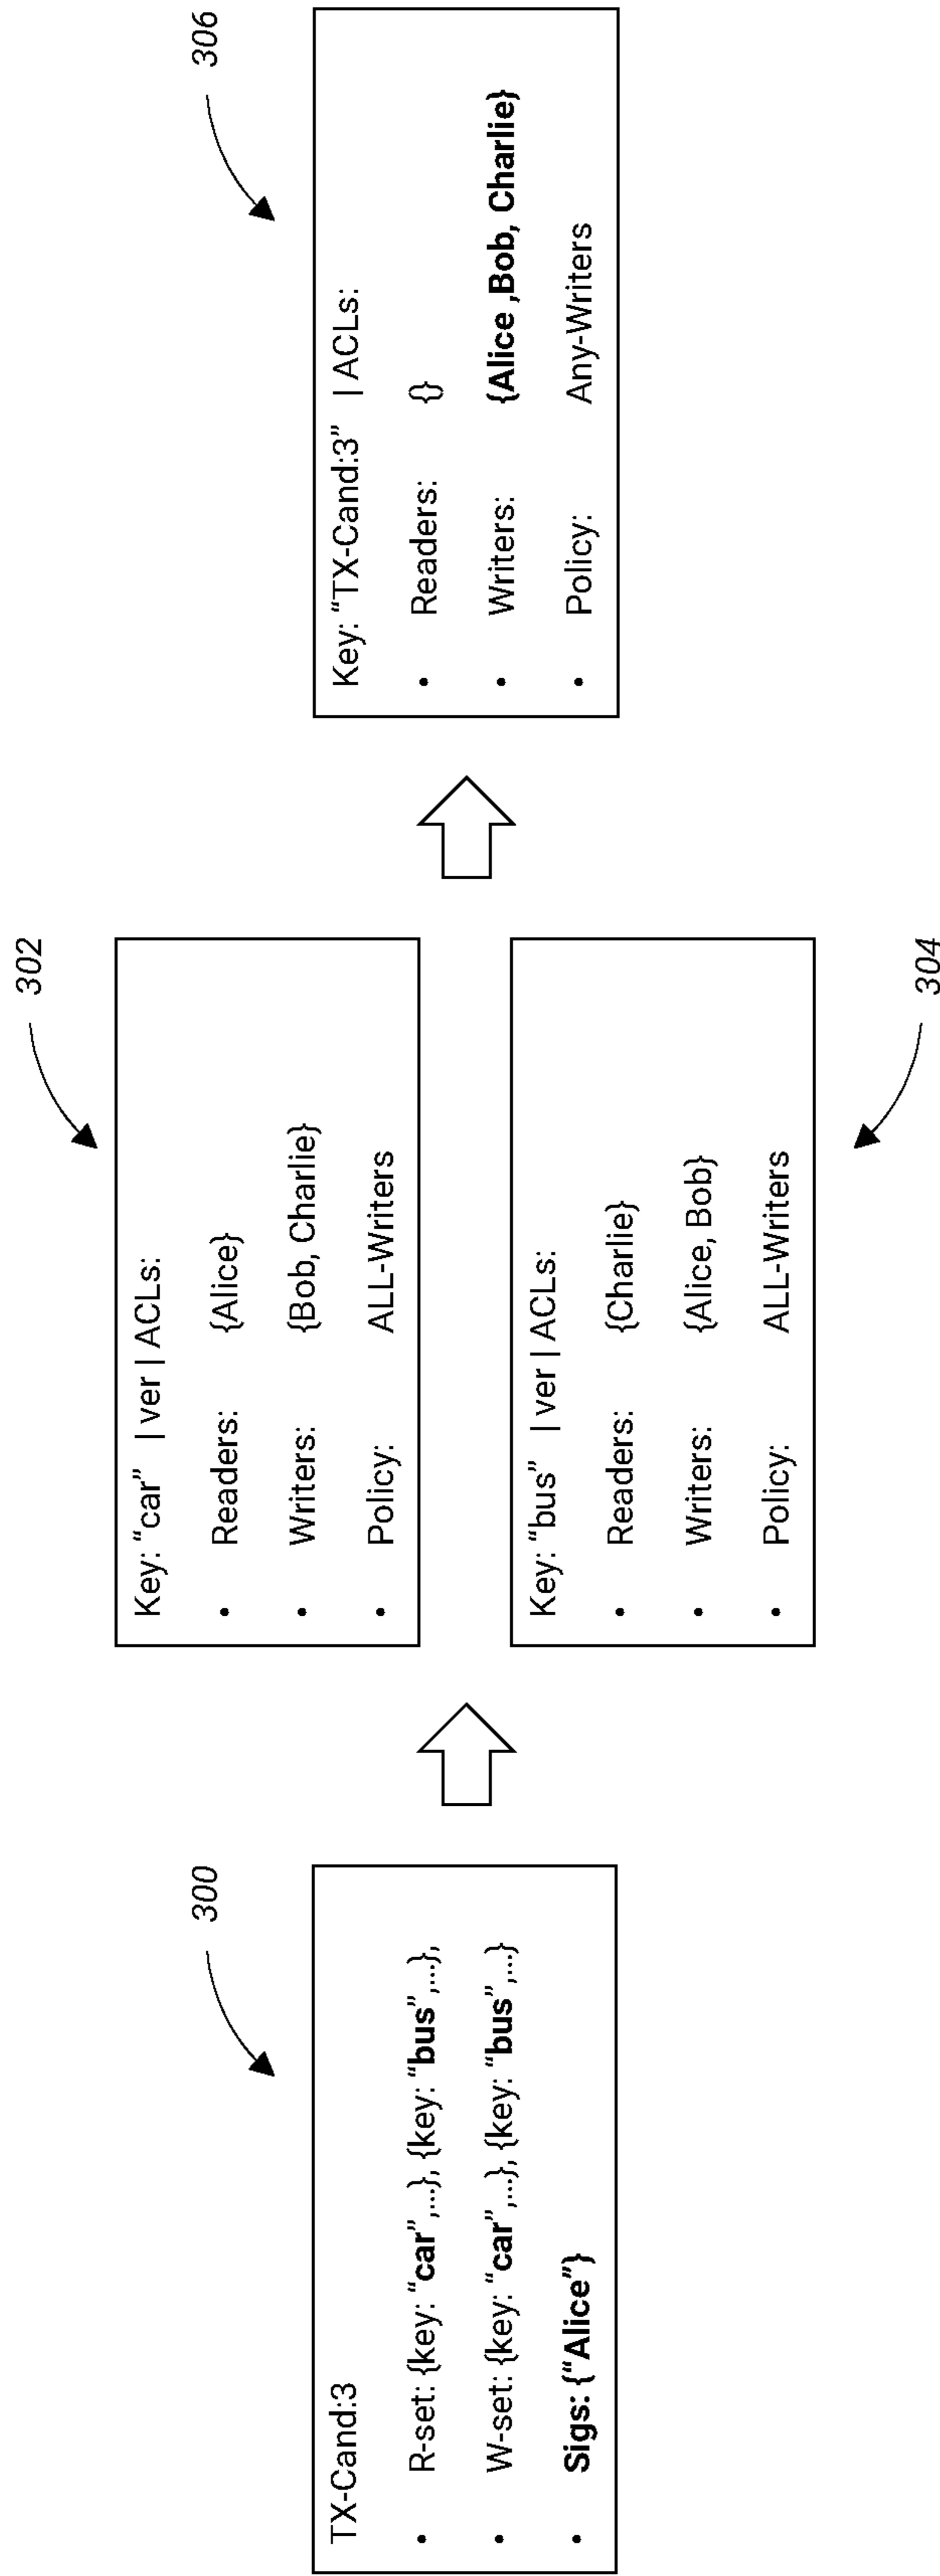 300
TX-Cand:3
• R-set: {key: “car”,...}, {key: “bus”,...},
• W-set: {key: “car”,...}, {key: “bus”,...}
• Sigs: {“Alice”}
302
Key: “car” | ver | ACLs:
• Readers: {Alice}
• Writers: {Bob, Charlie}
• Policy: ALL-Writers
Key: “bus” | ver | ACLs:
• Readers: {Charlie}
• Writers: {Alice, Bob}
• Policy: ALL-Writers
304
306
Key: “TX-Cand:3” | ACLs:
• Readers: {}
• Writers: {Alice ,Bob, Charlie}
• Policy: Any-Writers